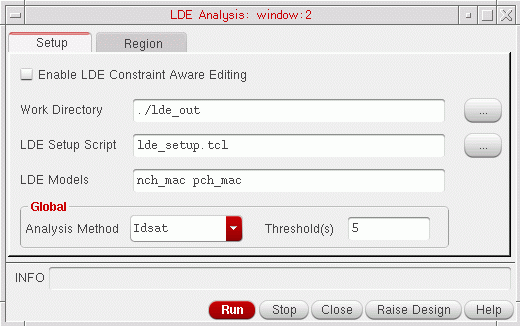 LDE Analysis: window:2
Setup Region
Enable LDE Constraint Aware Editing
Work Directory ./lde_out ...
LDE Setup Script lde_setup.tcl ...
LDE Models nch_mac pch_mac
Global
Analysis Method Idsat Threshold(s) 5
INFO
Run Stop Close Raise Design Help